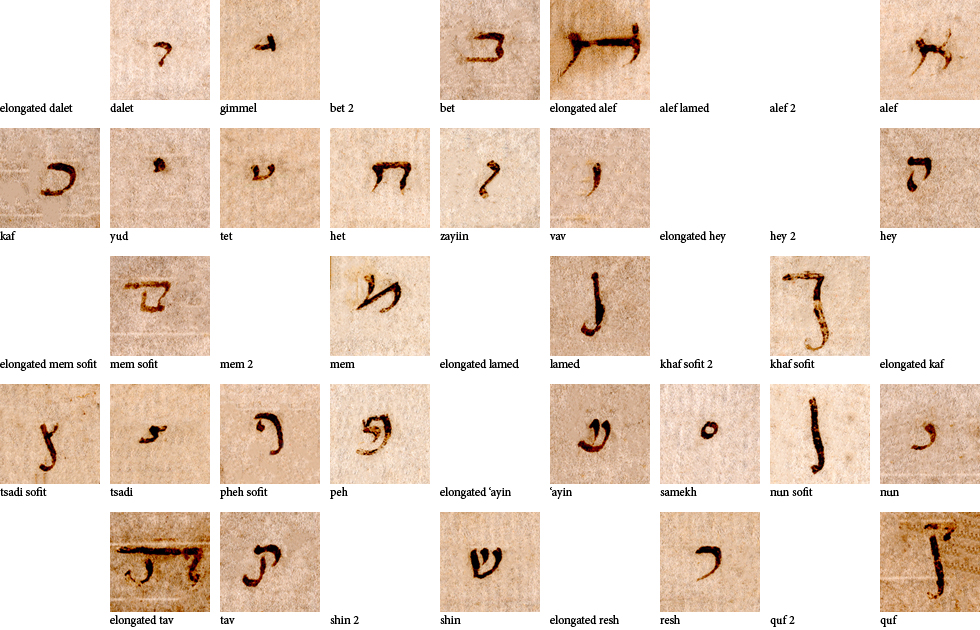 א א ב ג ד
elongated dalet dalet gimmel bet 2 bet elongated alef alef lamed alef 2 alef
ה ו ז ח ט י כ
kaf yud tet het zayiin vav elongated hey hey 2 hey
ך ל מ ם
elongated mem sofit mem sofit mem 2 mem elongated lamed lamed khaf sofit 2 khaf sofit elongated kaf
נ ן ס ע פ ף צ ץ
tsadi sofit tsadi pheh sofit peh elongated ‘ayin ‘ayin samekh nun sofit nun
ק ר ש ת ת
elongated tav tav shin 2 shin elongated resh resh quf 2 quf